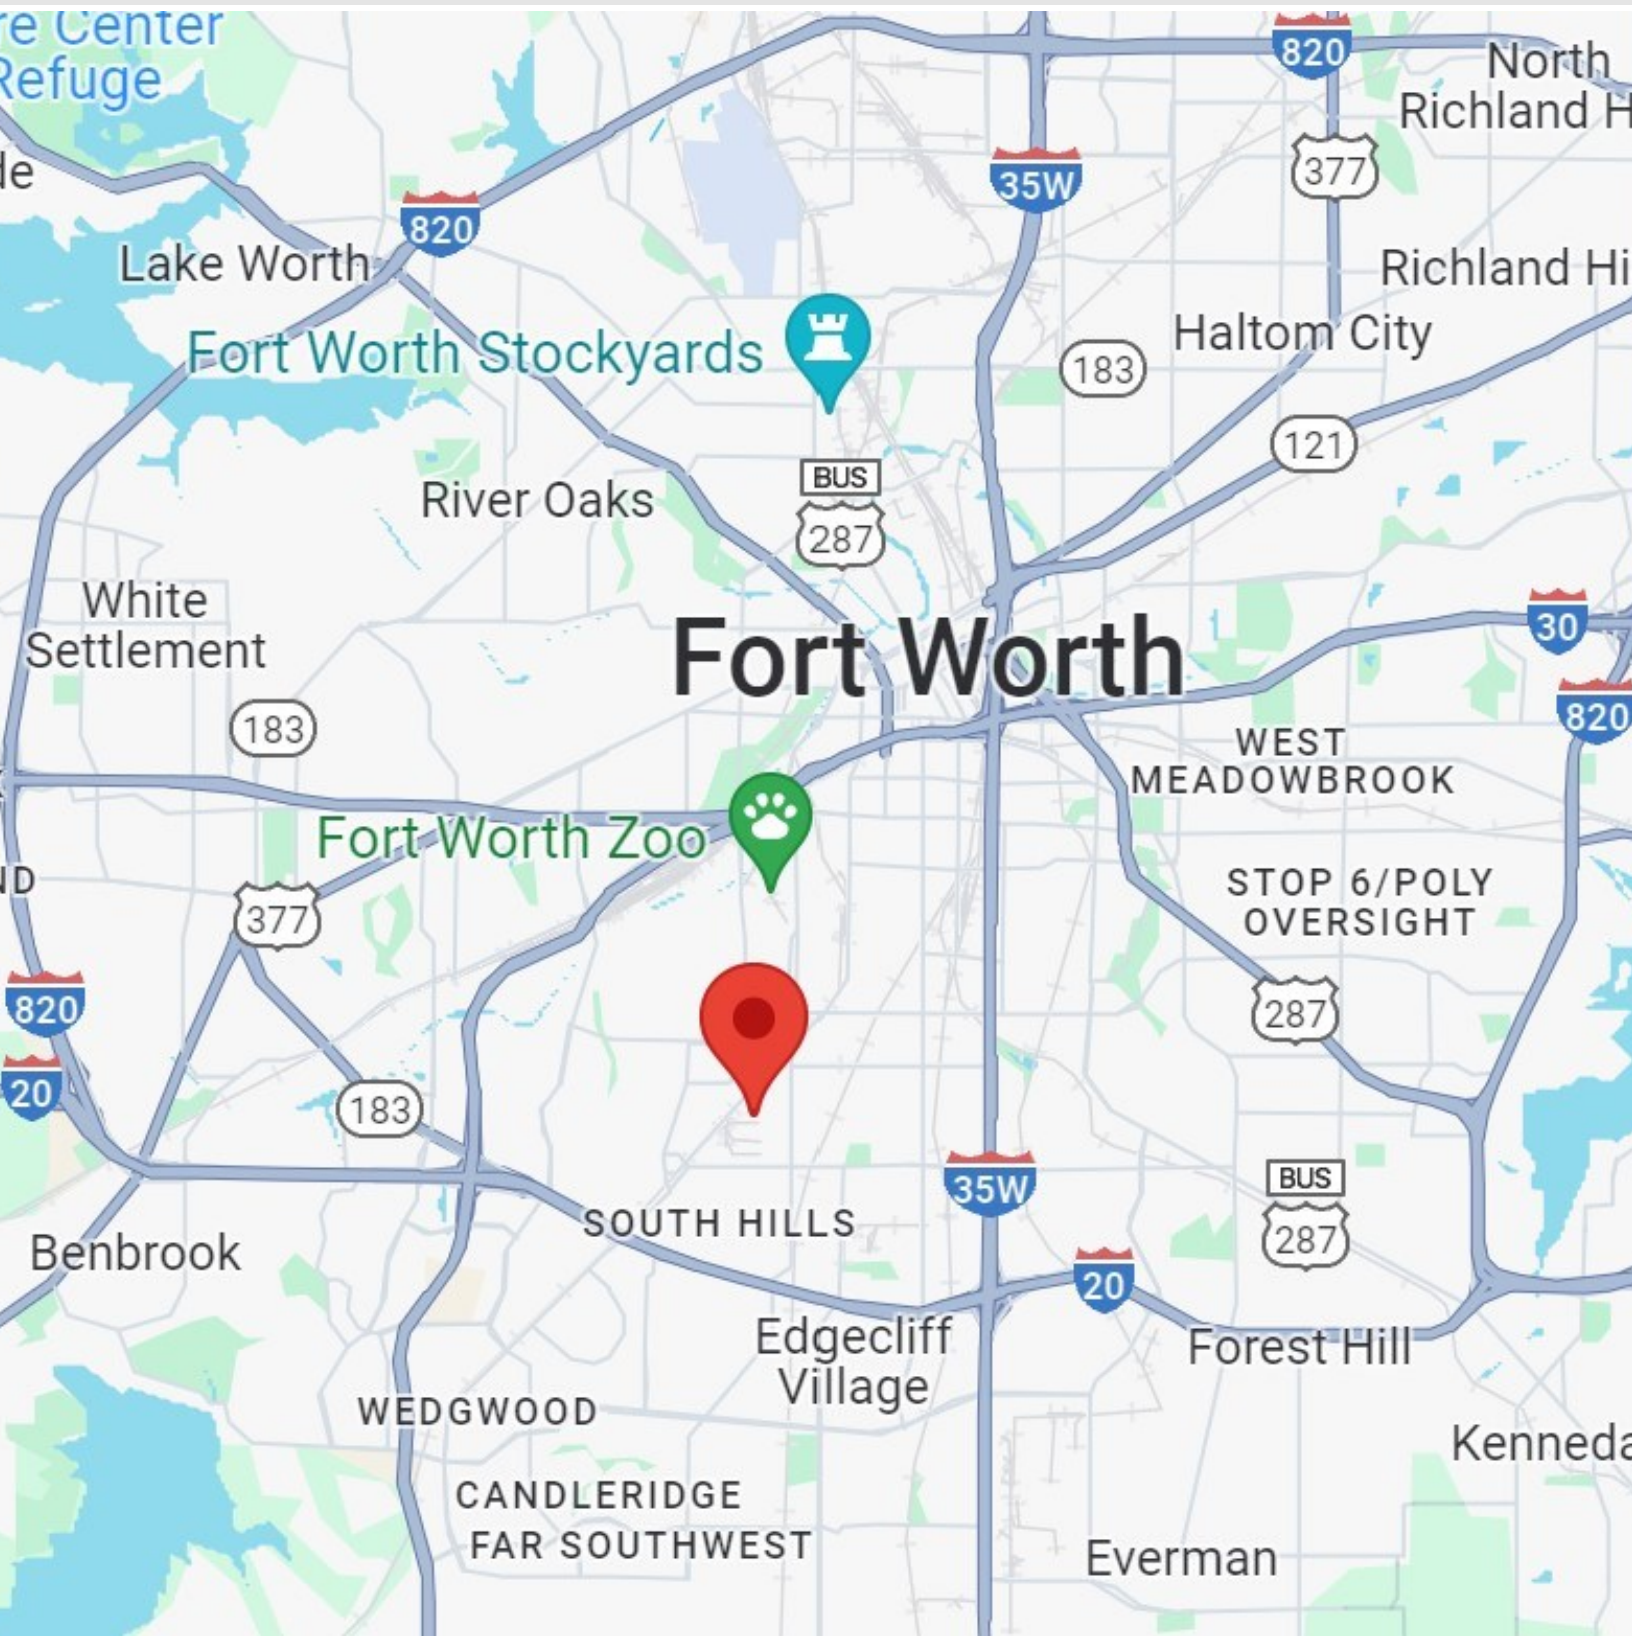 re Center
Refuge
820
North
Richland H
377
35W
de
820
Lake Worth
Richland Hi
Haltom City
Fort Worth Stockyards
183
121
BUS
287
River Oaks
White
Settlement
30
Fort Worth
820
183
WEST
MEADOWBROOK
Fort Worth Zoo
STOP 6/POLY
OVERSIGHT
ND
377
820
287
20
183
BUS
287
35W
SOUTH HILLS
Benbrook
20
Edgecliff
Village
Forest Hill
WEDGWOOD
Kenneda
CANDLERIDGE
FAR SOUTHWEST
Everman